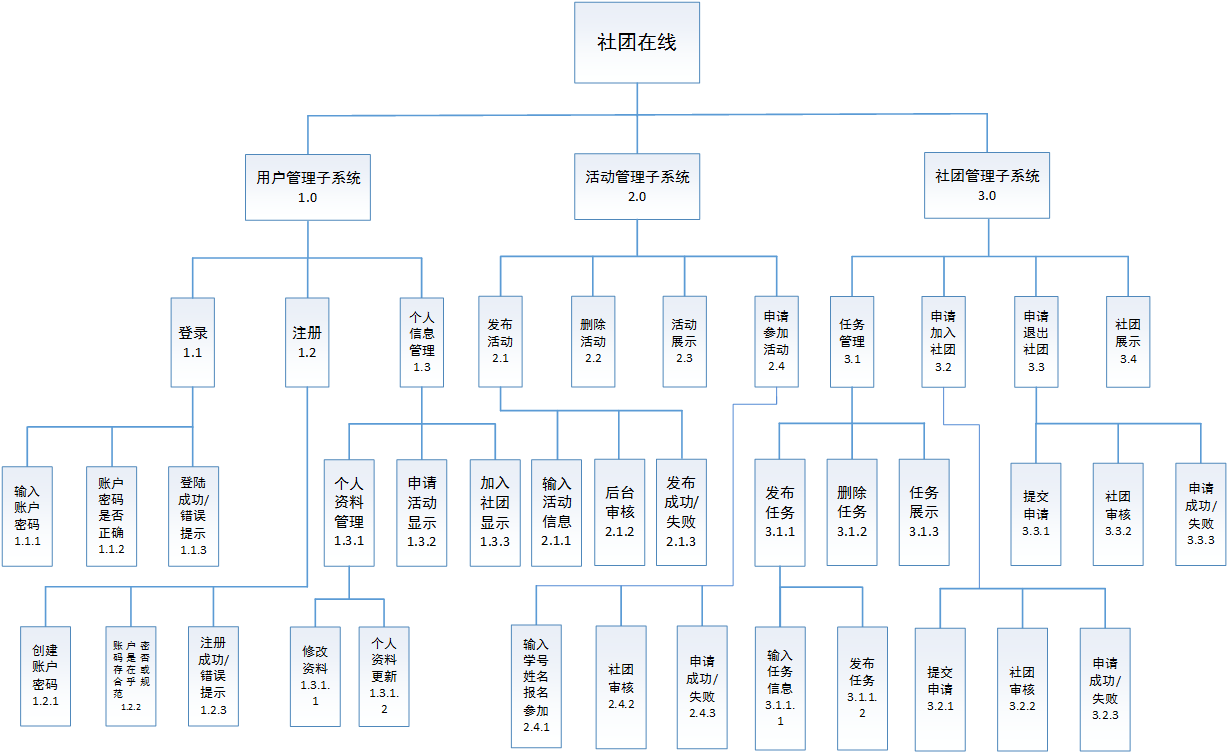 社团在线
用户管理子系统
1.0
活动管理子系统
2.0
社团管理子系统
3.0
登录
1.1
注册
1.2
个人
信息
管理
1.3
发布
活动
2.1
删除
活动
2.2
活动
展示
2.3
申请
参加
活动
2.4
任务
管理
3.1
申请
加入
社团
3.2
申请
退出
社团
3.3
社团
展示
3.4
输入
账户
密码
1.1.1
账户
密码
是否
正确
1.1.2
登陆
成功/
错误
提示
1.1.3
个人
资料
管理
1.3.1
申请
活动
显示
1.3.2
加入
社团
显示
1.3.3
输入
活动
信息
2.1.1
后台
审核
2.1.2
发布
成功/
失败
2.1.3
发布
任务
3.1.1
删除
任务
3.1.2
任务
展示
3.1.3
提交
申请
3.3.1
社团
审核
3.3.2
申请
成功/
失败
3.3.3
创建
账户
密码
1.2.1
账户密
码是否
存在或
合乎规
范
1.2.2
注册
成功/
错误
提示
1.2.3
修改
资料
1.3.1.
1
个人
资料
更新
1.3.1.
2
输入
学号
姓名
报名
参加
2.4.1
社团
审核
2.4.2
申请
成功/
失败
2.4.3
输入
任务
信息
3.1.1.
1
发布
任务
3.1.1.
2
提交
申请
3.2.1
社团
审核
3.2.2
申请
成功/
失败
3.2.3